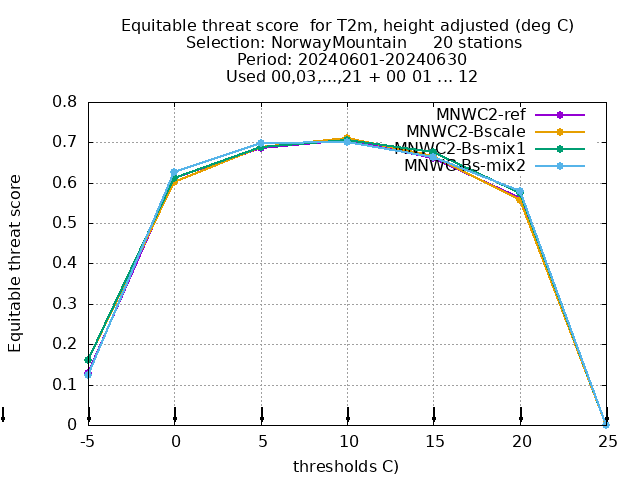 Equitable threat score  for T2m, height adjusted (deg C)
Selection: NorwayMountain     20 stations
Period: 20240601-20240630
Used 00,03,...,21 + 00 01 ... 12
MNWC2-ref
MNWC2-Bscale
MNWC2-Bs-mix1
MNWC2-Bs-mix2
Equitable threat score
0.8
0.7
0.6
0.5
0.4
0.3
0.2
0.1
0
-5 0 5 10 15 20 25
thresholds C)